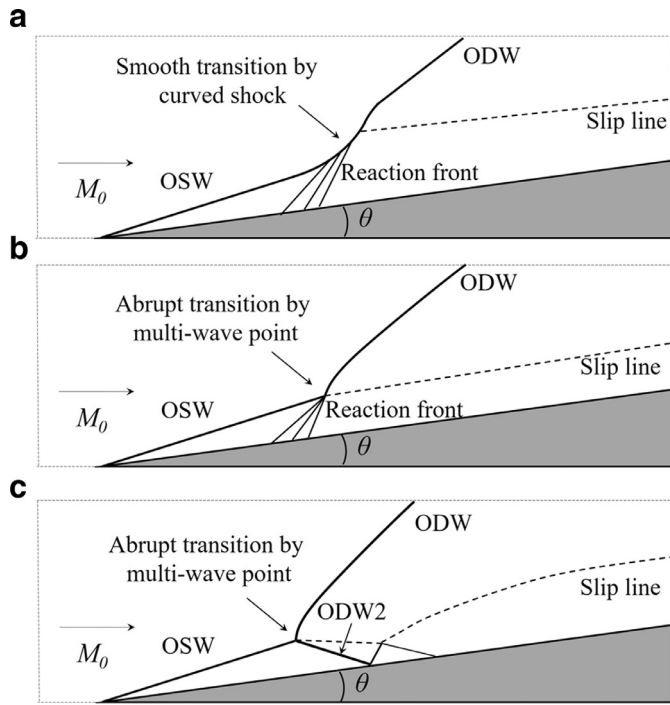 a
ODW
Smooth transition by
curved shock
Slip line
Reaction front
M₀
OSW
θ
b
ODW
Abrupt transition by
multi-wave point
Slip line
OSW
Reaction front
M₀
θ
c
ODW
Abrupt transition by
multi-wave point
ODW2
Slip line
OSW
M₀
θ